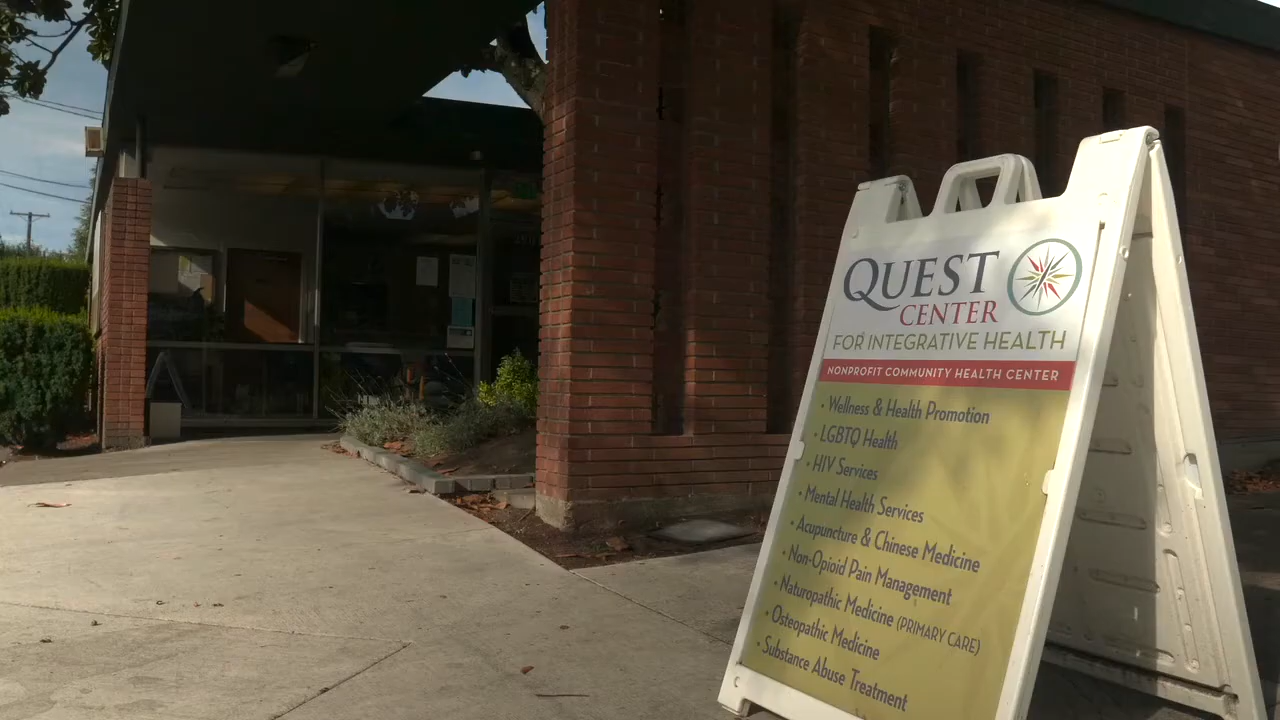 QUEST
CENTER
FOR INTEGRATIVE HEALTH
NONPROFIT COMMUNITY HEALTH CENTER
• Wellness & Health Promotion
• LGBTQ Health
• HIV Services
• Mental Health Services
• Acupuncture & Chinese Medicine
• Non-Opioid Pain Management
• Naturopathic Medicine (PRIMARY CARE)
• Osteopathic Medicine
• Substance Abuse Treatment